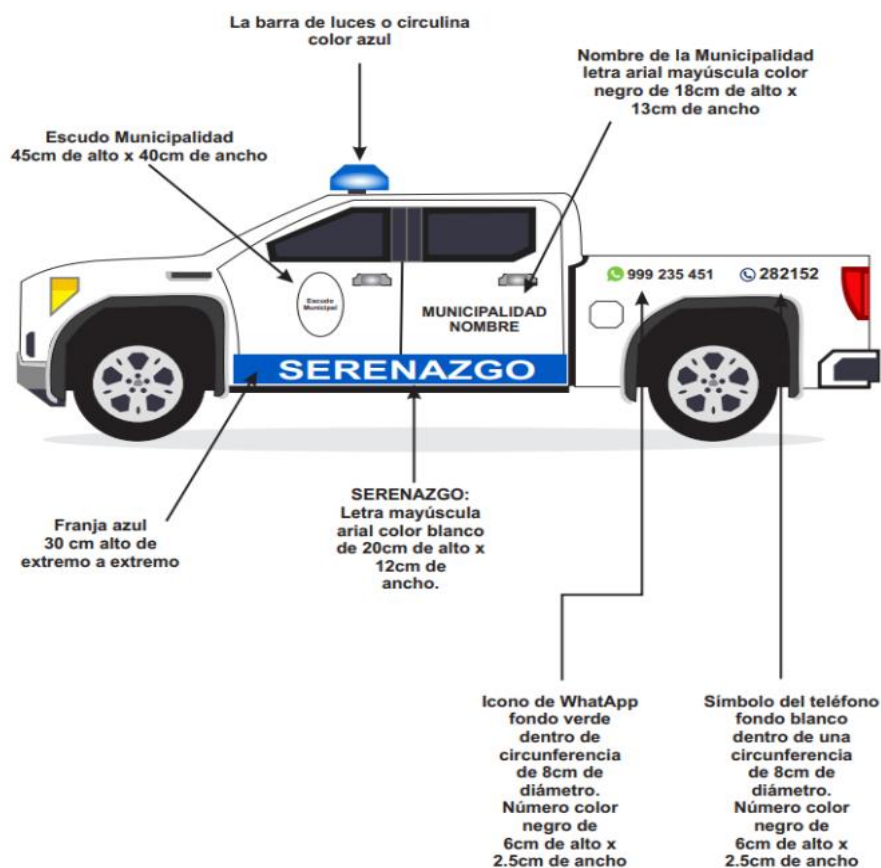 La barra de luces o circulina
color azul
Nombre de la Municipalidad
letra arial mayúscula color
negro de 18cm de alto x
13cm de ancho
Escudo Municipalidad
45cm de alto x 40cm de ancho
999 235 451
282152
Escudo
Municipal
MUNICIPALIDAD
NOMBRE
SERENAZGO
Franja azul
30 cm alto de
extremo a extremo
SERENAZGO:
Letra mayúscula
arial color blanco
de 20cm de alto x
12cm de
ancho.
Icono de WhatApp
fondo verde
dentro de
circunferencia
de 8cm de
diámetro.
Número color
negro de
6cm de alto x
2.5cm de ancho
Símbolo del teléfono
fondo blanco
dentro de una
circunferencia
de 8cm de
diámetro.
Número color
negro de
6cm de alto x
2.5cm de ancho